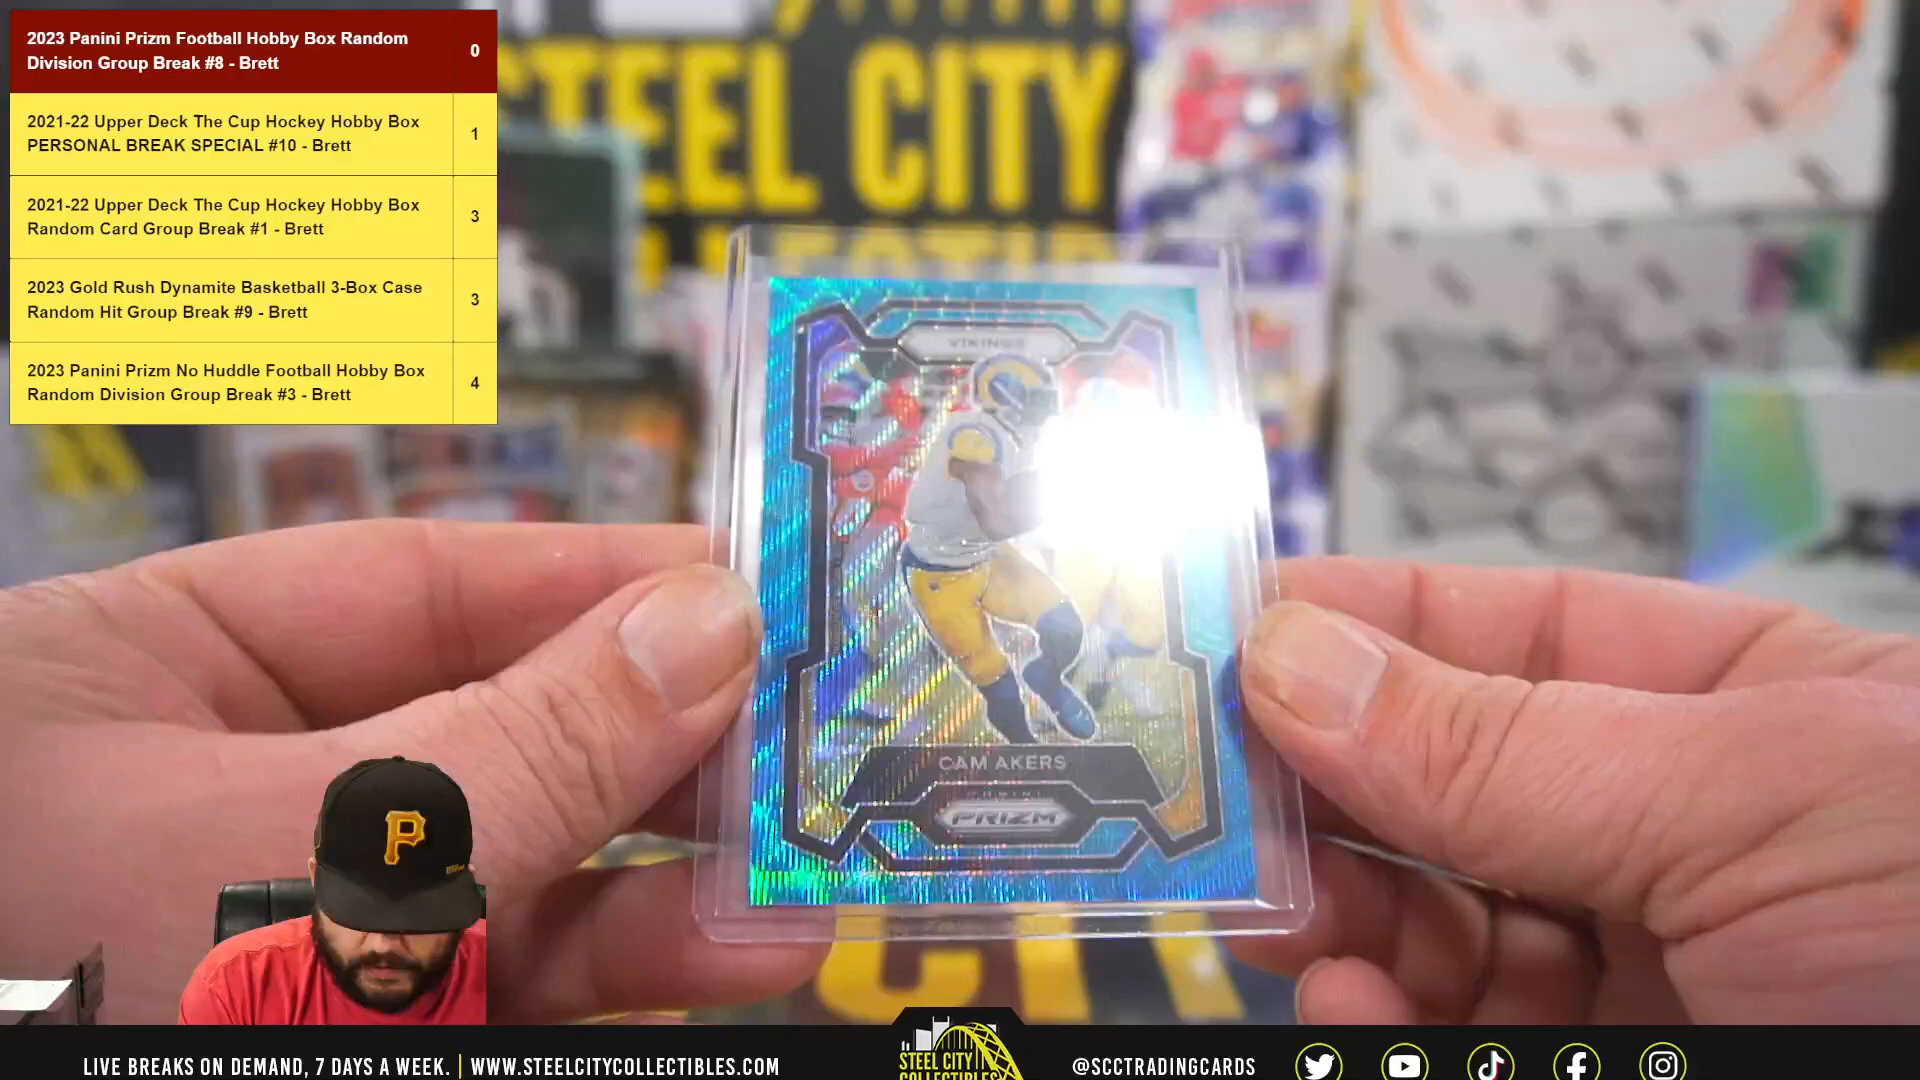 2023 Panini Prizm Football Hobby Box Random
Division Group Break #8 - Brett
0
2021-22 Upper Deck The Cup Hockey Hobby Box
PERSONAL BREAK SPECIAL #10 - Brett
1
2021-22 Upper Deck The Cup Hockey Hobby Box
Random Card Group Break #1 - Brett
3
2023 Gold Rush Dynamite Basketball 3-Box Case
Random Hit Group Break #9 - Brett
3
2023 Panini Prizm No Huddle Football Hobby Box
Random Division Group Break #3 - Brett
4
STEEL CITY
VIKINGS
CAM AKERS
PANINI
PRIZM
P
LIVE BREAKS ON DEMAND, 7 DAYS A WEEK. | WWW.STEELCITYCOLLECTIBLES.COM
STEEL CITY
COLLECTIBLES
@SCCTRADINGCARDS